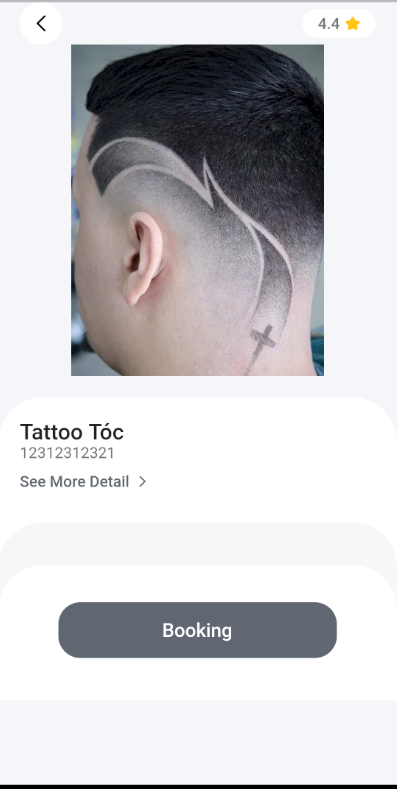 4.4
Tattoo Tóc
12312312321
See More Detail
Booking